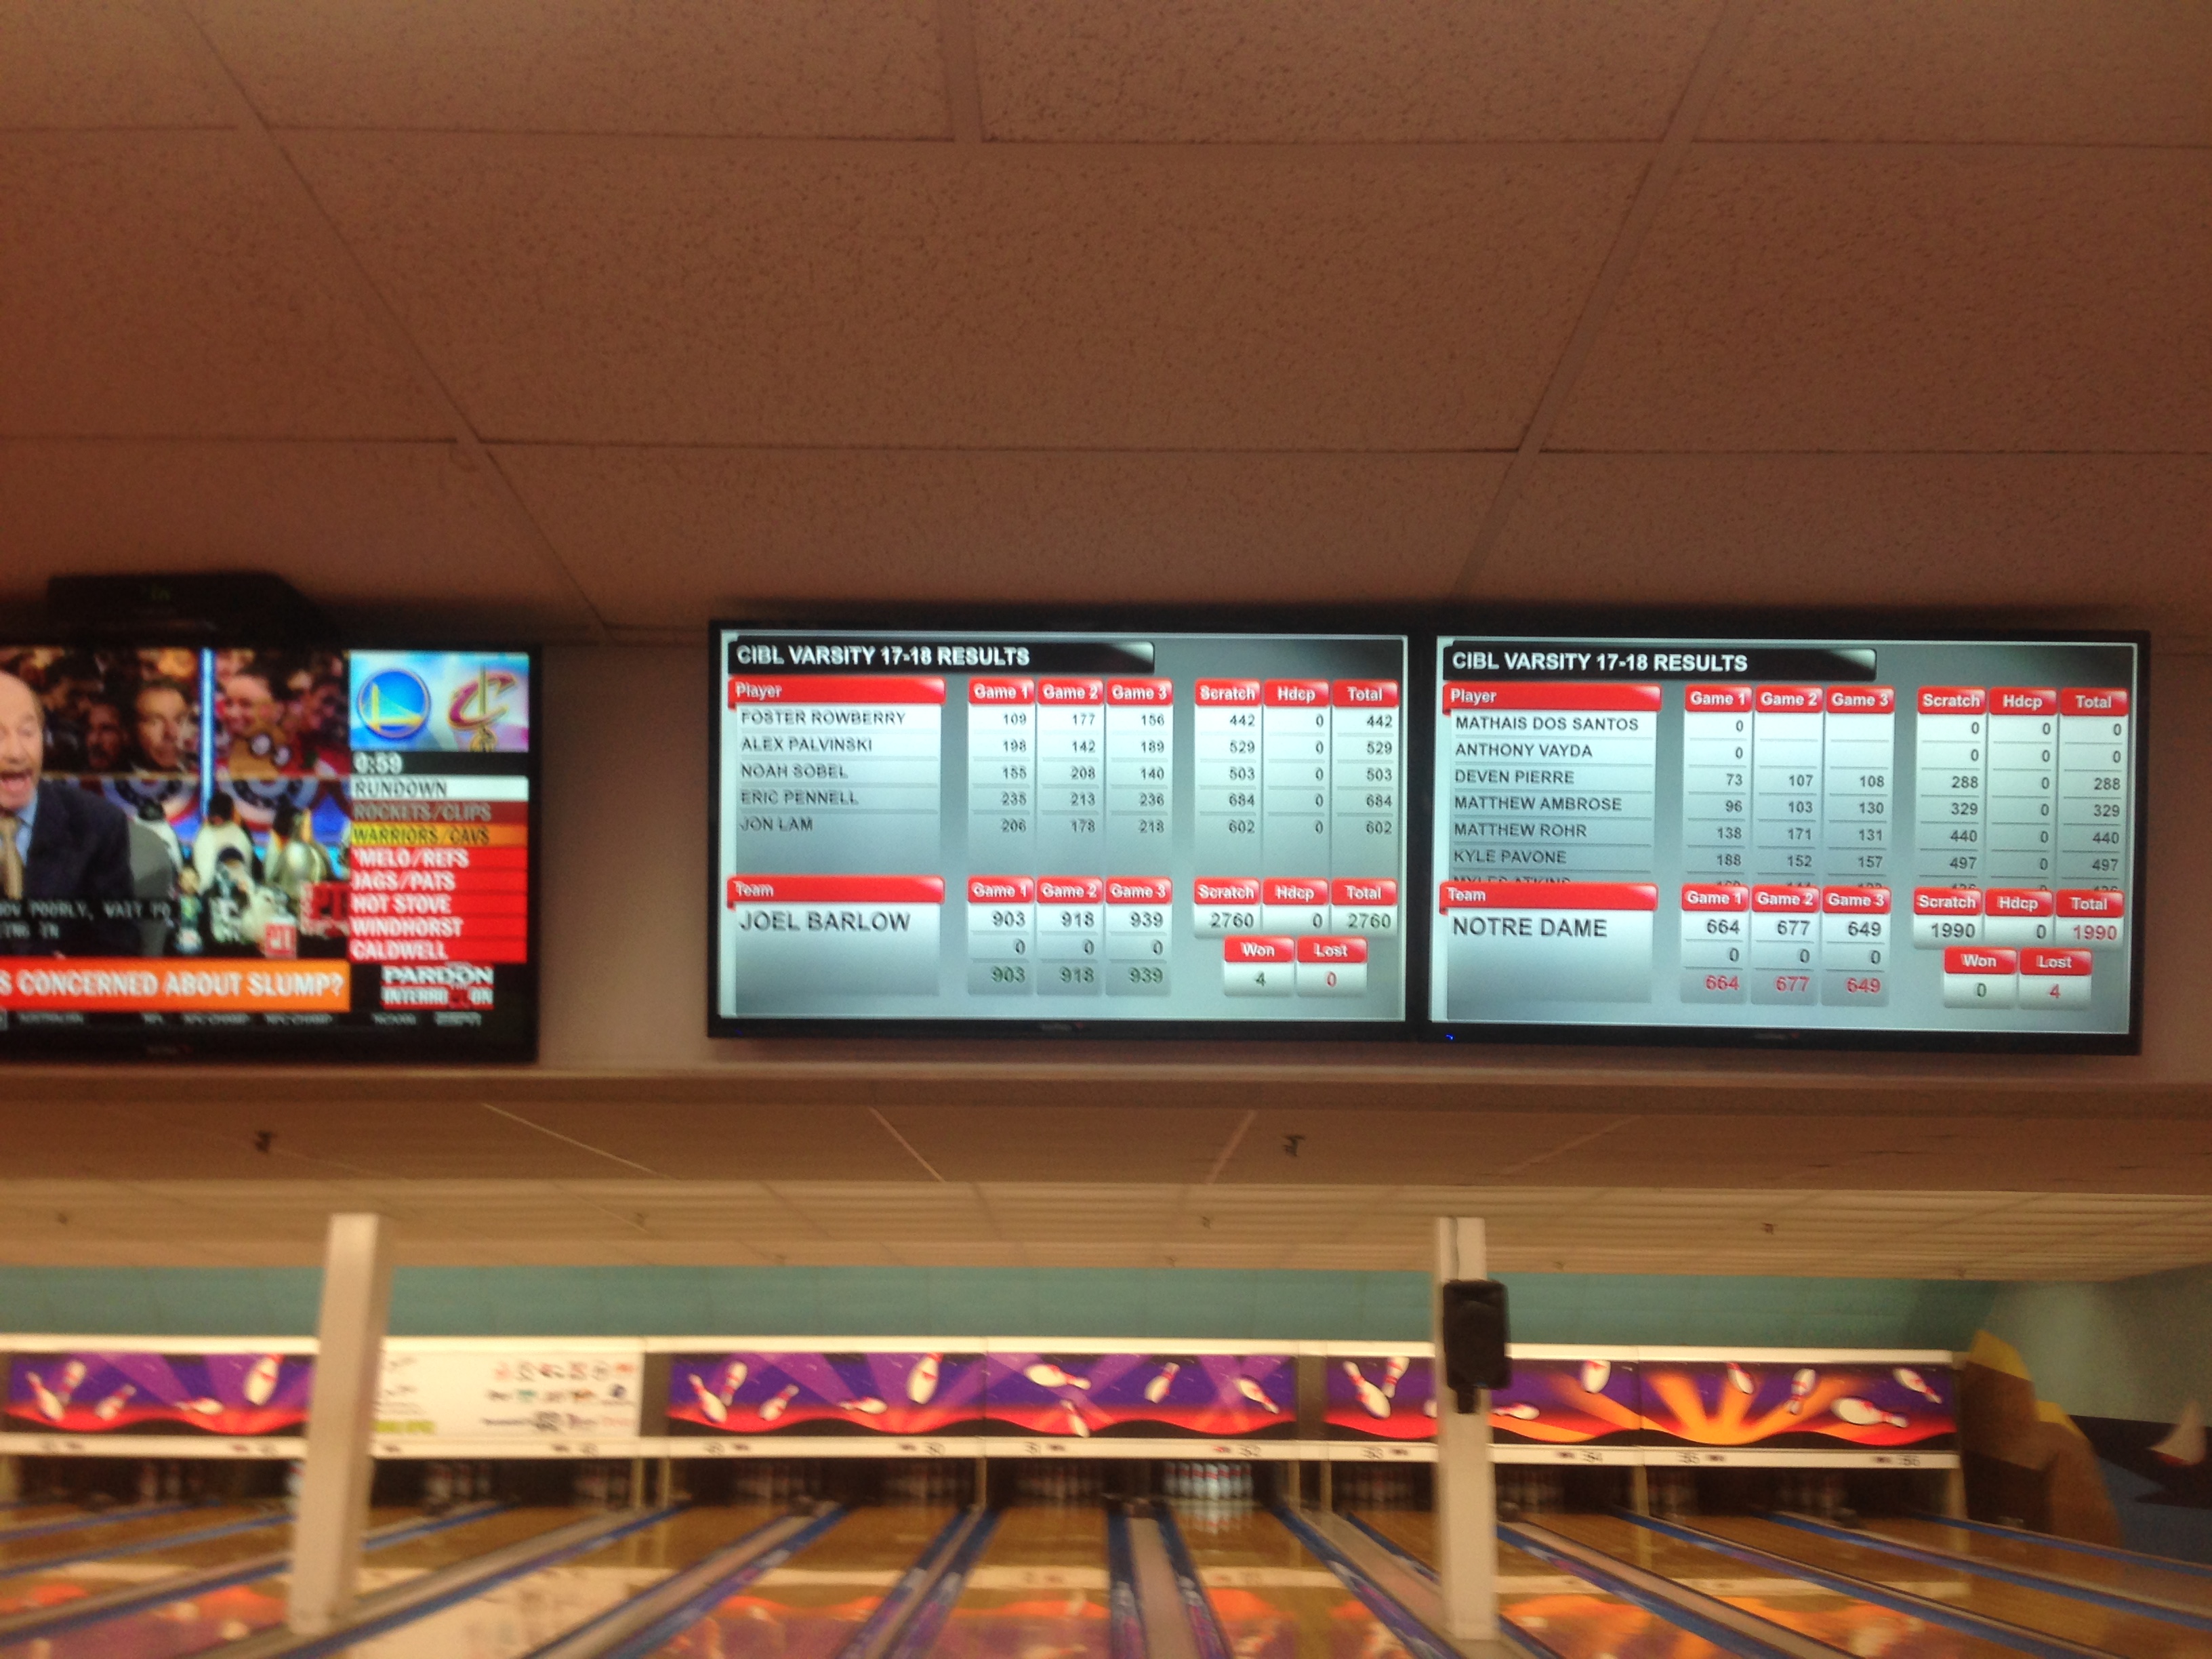 0:59
RUNDOWN
ROCKETS/CLIPS
WARRIORS/CAVS
'MELO/REFS
JAGS/PATS
HOT STOVE
WINDHORST
CALDWELL
POORLY, WAIT TO
S CONCERNED ABOUT SLUMP?
PARDON
INTERRUPTION
CIBL VARSITY 17-18 RESULTS
Player Game 1 Game 2 Game 3 Scratch Hdcp Total
FOSTER ROWBERRY 109 177 156 442 0 442
ALEX PALVINSKI 198 142 189 529 0 529
NOAH SOBEL 155 208 140 503 0 503
ERIC PENNELL 235 213 236 684 0 684
JON LAM 206 178 218 602 0 602
Team Game 1 Game 2 Game 3 Scratch Hdcp Total
JOEL BARLOW 903 918 939 2760 0 2760
0 0 0 Won Lost
903 918 939 4 0
CIBL VARSITY 17-18 RESULTS
Player Game 1 Game 2 Game 3 Scratch Hdcp Total
MATHAIS DOS SANTOS 0 0 0 0
ANTHONY VAYDA 0 0 0 0
DEVEN PIERRE 73 107 108 288 0 288
MATTHEW AMBROSE 96 103 130 329 0 329
MATTHEW ROHR 138 171 131 440 0 440
KYLE PAVONE 188 152 157 497 0 497
MYLES ATKINS
Team Game 1 Game 2 Game 3 Scratch Hdcp Total
NOTRE DAME 664 677 649 1990 0 1990
0 0 0 Won Lost
664 677 649 0 4